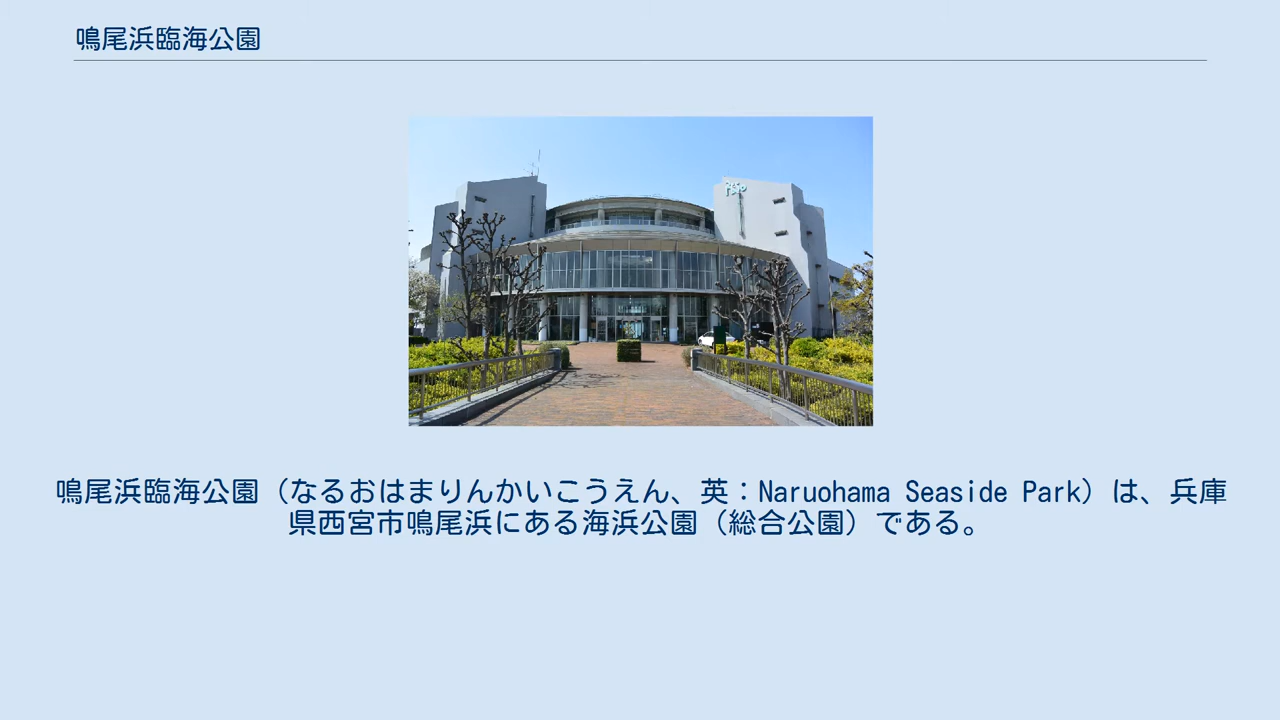 鳴尾浜臨海公園
鳴尾浜臨海公園（なるおはまりんかいこうえん、英：Naruohama Seaside Park）は、兵庫
県西宮市鳴尾浜にある海浜公園（総合公園）である。